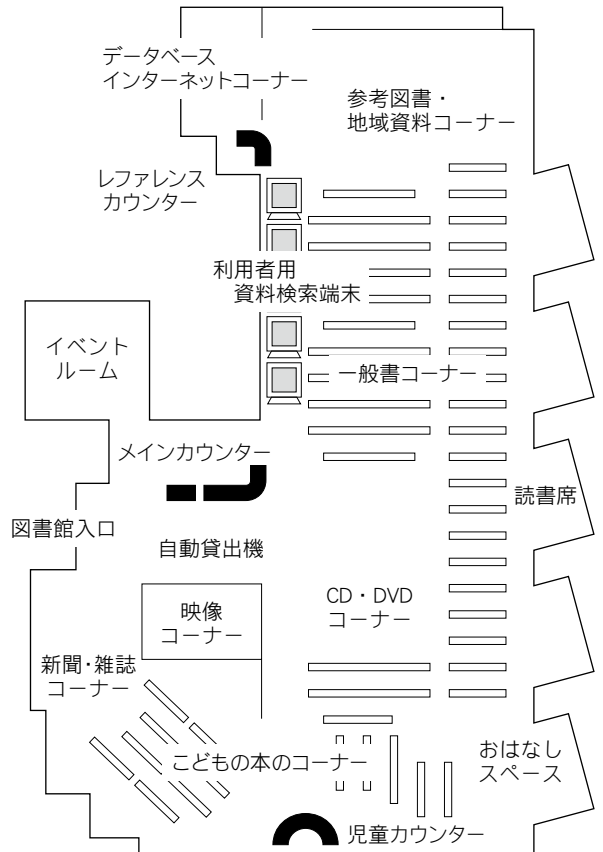 データベース
インターネットコーナー
参考図書・
地域資料コーナー
レファレンス
カウンター
利用者用
資料検索端末
イベント
ルーム
一般書コーナー
メインカウンター
読書席
図書館入口
自動貸出機
映像
コーナー
CD・DVD
コーナー
新聞・雑誌
コーナー
こどもの本のコーナー
おはなし
スペース
児童カウンター